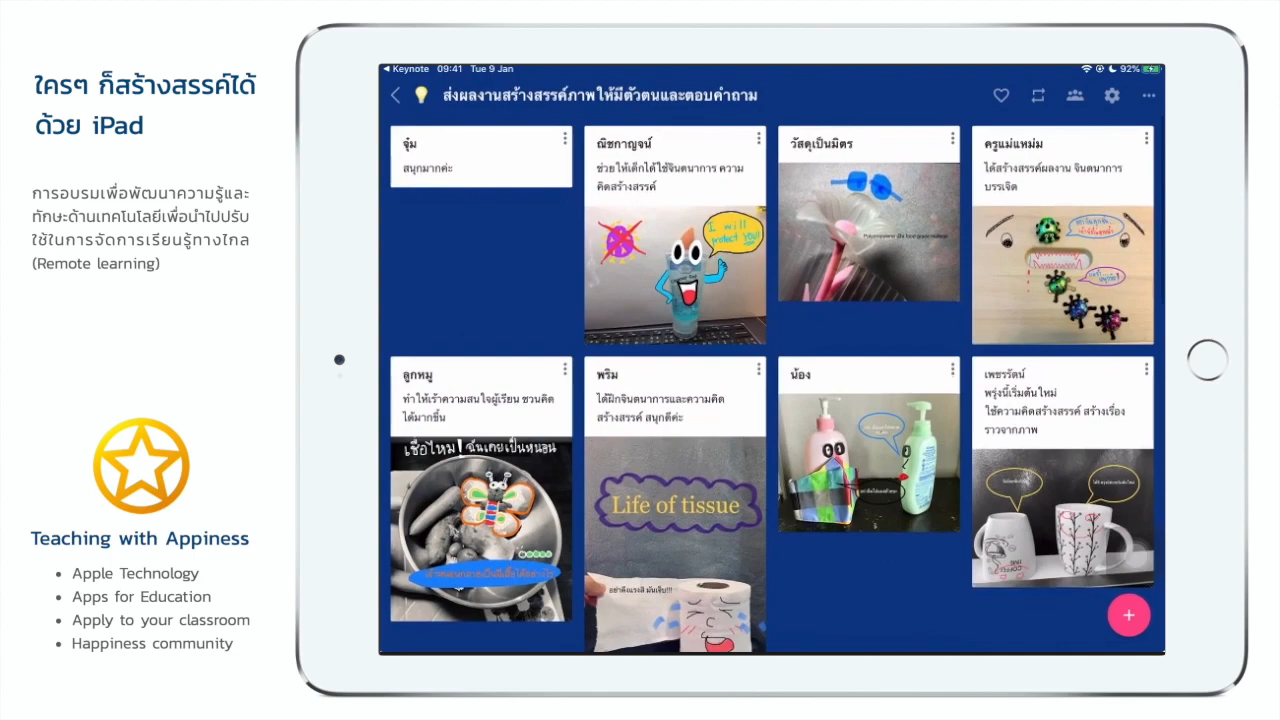 ใครๆ ก็สร้างสรรค์ได้
ด้วย iPad
การอบรมเพื่อพัฒนาความรู้และ
ทักษะด้านเทคโนโลยีเพื่อนำไปปรับ
ใช้ในการจัดการเรียนรู้ทางไกล
(Remote learning)
Teaching with Appiness
• Apple Technology
• Apps for Education
• Apply to your classroom
• Happiness community
Keynote 09:41 Tue 9 Jan
92%
ส่งผลงานสร้างสรรค์ภาพให้มีตัวตนและตอบคำถาม
จุ๋ม
สนุกมากค่ะ
ณิชกาญจน์
ช่วยให้เด็กได้ใช้จินตนาการ ความ
คิดสร้างสรรค์
I will
protect YOU!
วัสดุเป็นมิตร
ครูแม่แหม่ม
ได้สร้างสรรค์ผลงาน จินตนาการ
บรรเจิด
ลูกหมู
ทำให้เร้าความสนใจผู้เรียน ชวนคิด
ได้มากขึ้น
เชื่อไหม! ฉันเคยเป็นหนอน
พริม
ได้ฝึกจินตนาการและความคิด
สร้างสรรค์ สนุกดีค่ะ
Life of tissue
อย่าดึงแรงสิ มันเจ็บ!!!
น้อง
เพชรรัตน์
พรุ่งนี้เริ่มต้นใหม่
ใช้ความคิดสร้างสรรค์ สร้างเรื่อง
ราวจากภาพ